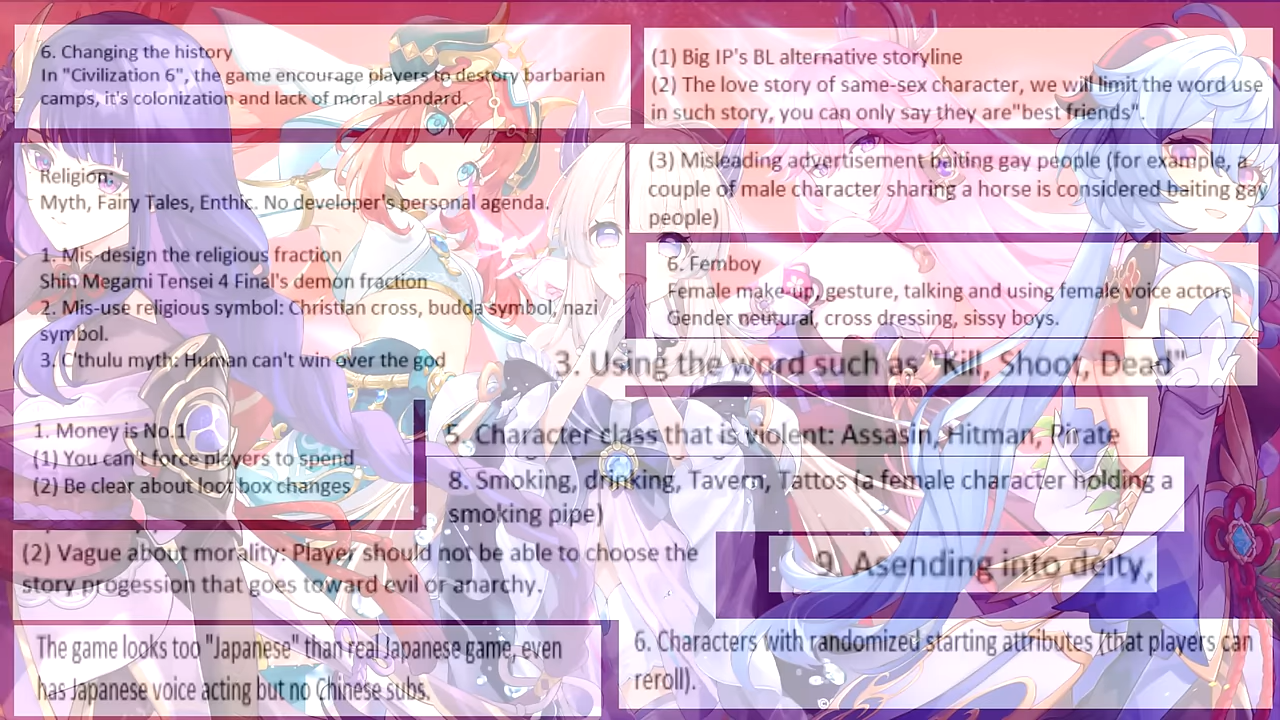 6. Changing the history
In "Civilization 6", the game encourage players to destory barbarian
camps, it's colonization and lack of moral standard.
(1) Big IP's BL alternative storyline
(2) The love story of same-sex character, we will limit the word use
in such story, you can only say they are"best friends".
Religion:
Myth, Fairy Tales, Enthic. No developer's personal agenda.
1. Mis-design the religious fraction
Shin Megami Tensei 4 Final's demon fraction
2. Mis-use religious symbol: Christian cross, budda symbol, nazi
symbol.
3. C'thulu myth: Human can't win over the god
(3) Misleading advertisement baiting gay people (for example, a
couple of male character sharing a horse is considered baiting gay
people)
6. Femboy
Female make-up, gesture, talking and using female voice actors
Gender neutural, cross dressing, sissy boys.
3. Using the word such as "Kill, Shoot, Dead"
1. Money is No.1
(1) You can't force players to spend
(2) Be clear about loot box changes
5. Character class that is violent: Assasin, Hitman, Pirate
8. Smoking, drinking, Tavern, Tattos (a female character holding a
smoking pipe)
(2) Vague about morality: Player should not be able to choose the
story progession that goes toward evil or anarchy.
9. Asending into deity,
The game looks too "Japanese" than real Japanese game, even
has Japanese voice acting but no Chinese subs.
6. Characters with randomized starting attributes (that players can
reroll).